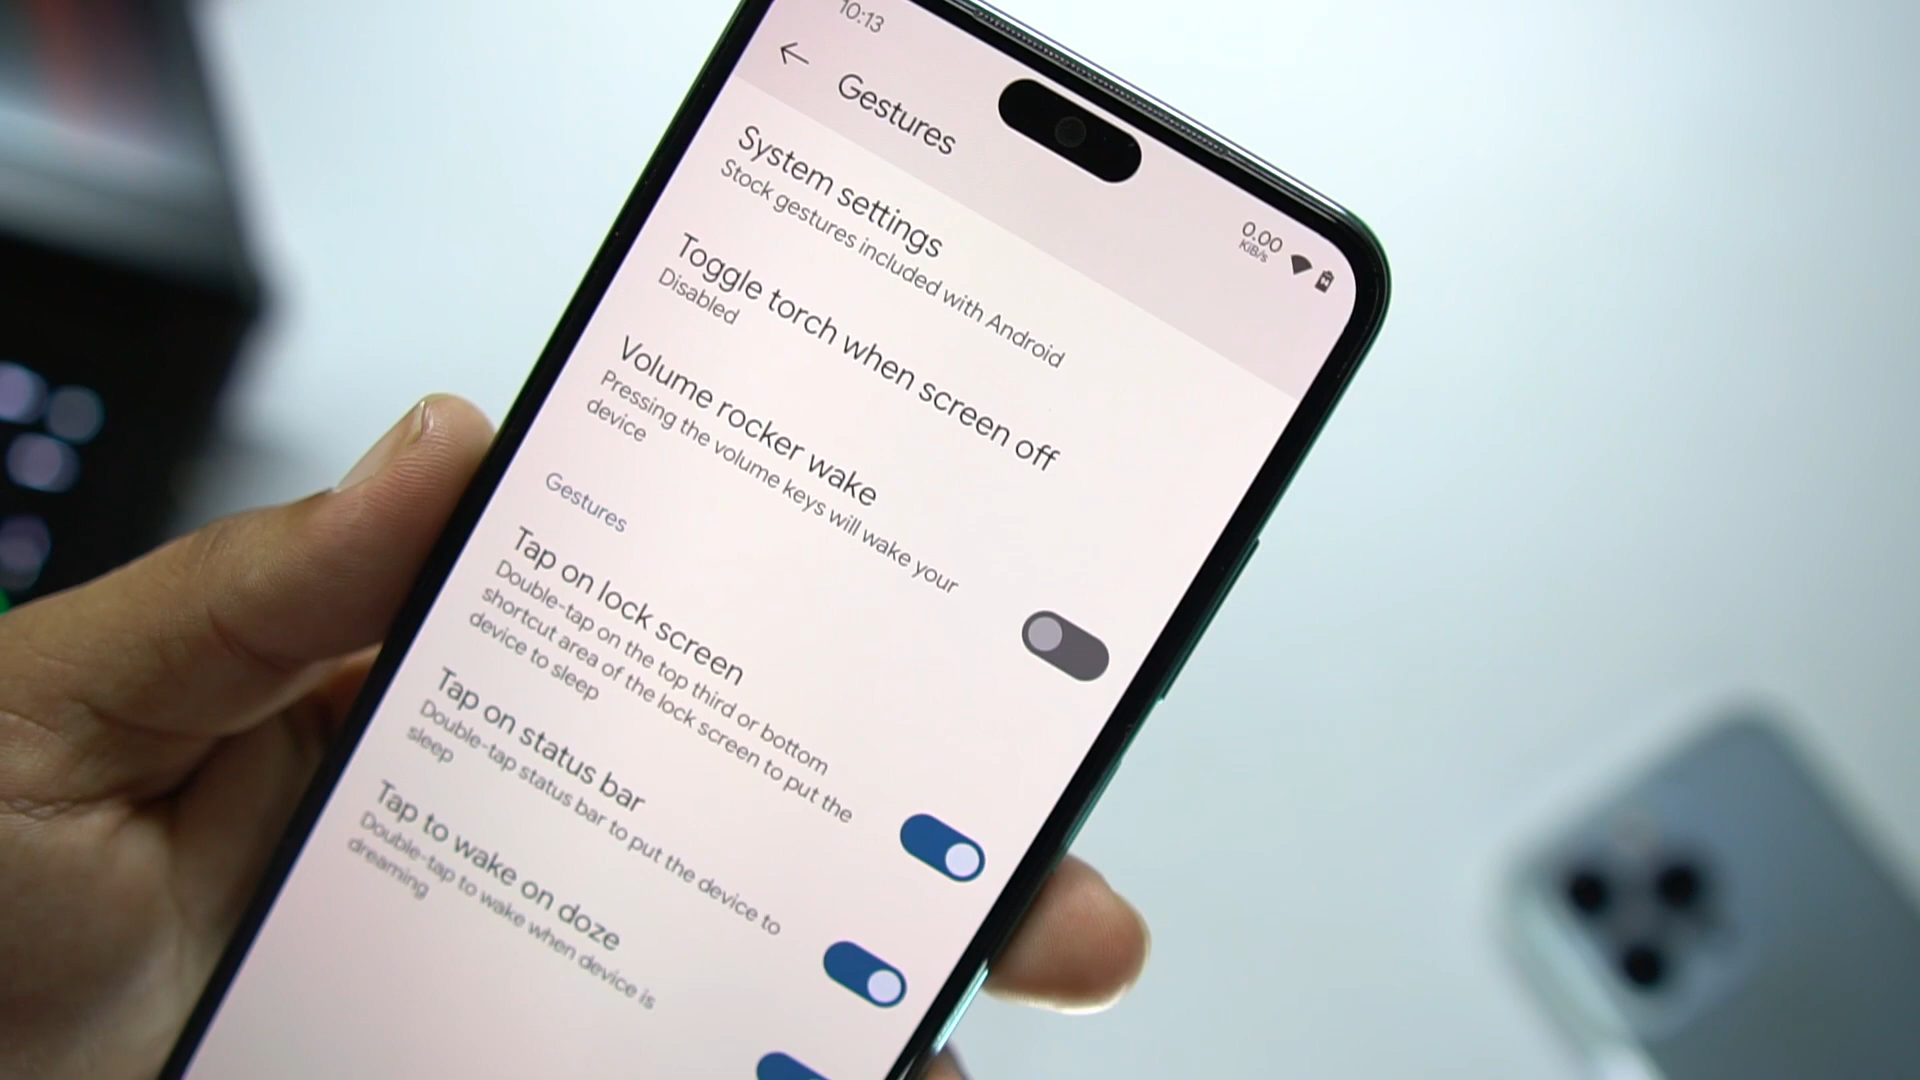 10:13
0.00
KiB/s
Gestures
System settings
Stock gestures included with Android
Toggle torch when screen off
Disabled
Volume rocker wake
Pressing the volume keys will wake your
device
Gestures
Tap on lock screen
Double-tap on the top third or bottom
shortcut area of the lock screen to put the
device to sleep
Tap on status bar
Double-tap status bar to put the device to
sleep
Tap to wake on doze
Double-tap to wake when device is
dreaming